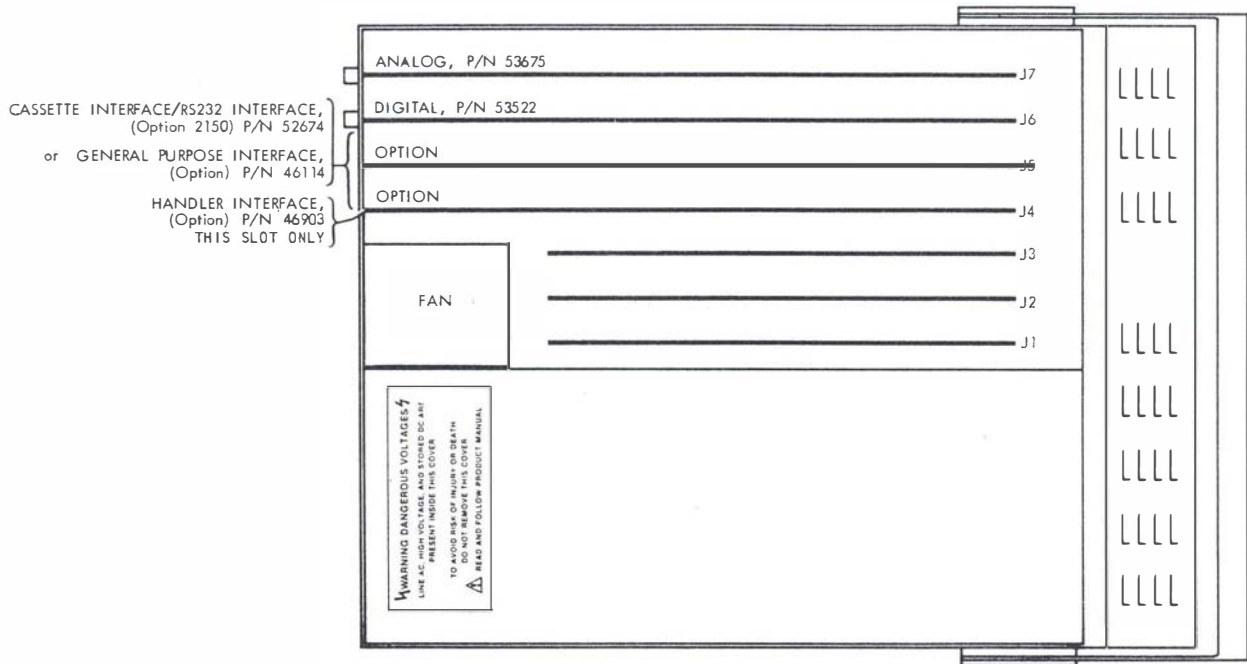 ANALOG, P/N 53675
J7
CASSETTE INTERFACE/RS232 INTERFACE,
(Option 2150) P/N 52674
DIGITAL, P/N 53522
J6
or GENERAL PURPOSE INTERFACE,
(Option) P/N 46114
OPTION
J5
HANDLER INTERFACE,
(Option) P/N 46903
THIS SLOT ONLY
OPTION
J4
J3
FAN
J2
J1
WARNING DANGEROUS VOLTAGES
LINE AC, HIGH VOLTAGE, AND STORED DC ARE
PRESENT INSIDE THIS COVER
TO AVOID RISK OF INJURY OR DEATH
DO NOT REMOVE THIS COVER
READ AND FOLLOW PRODUCT MANUAL